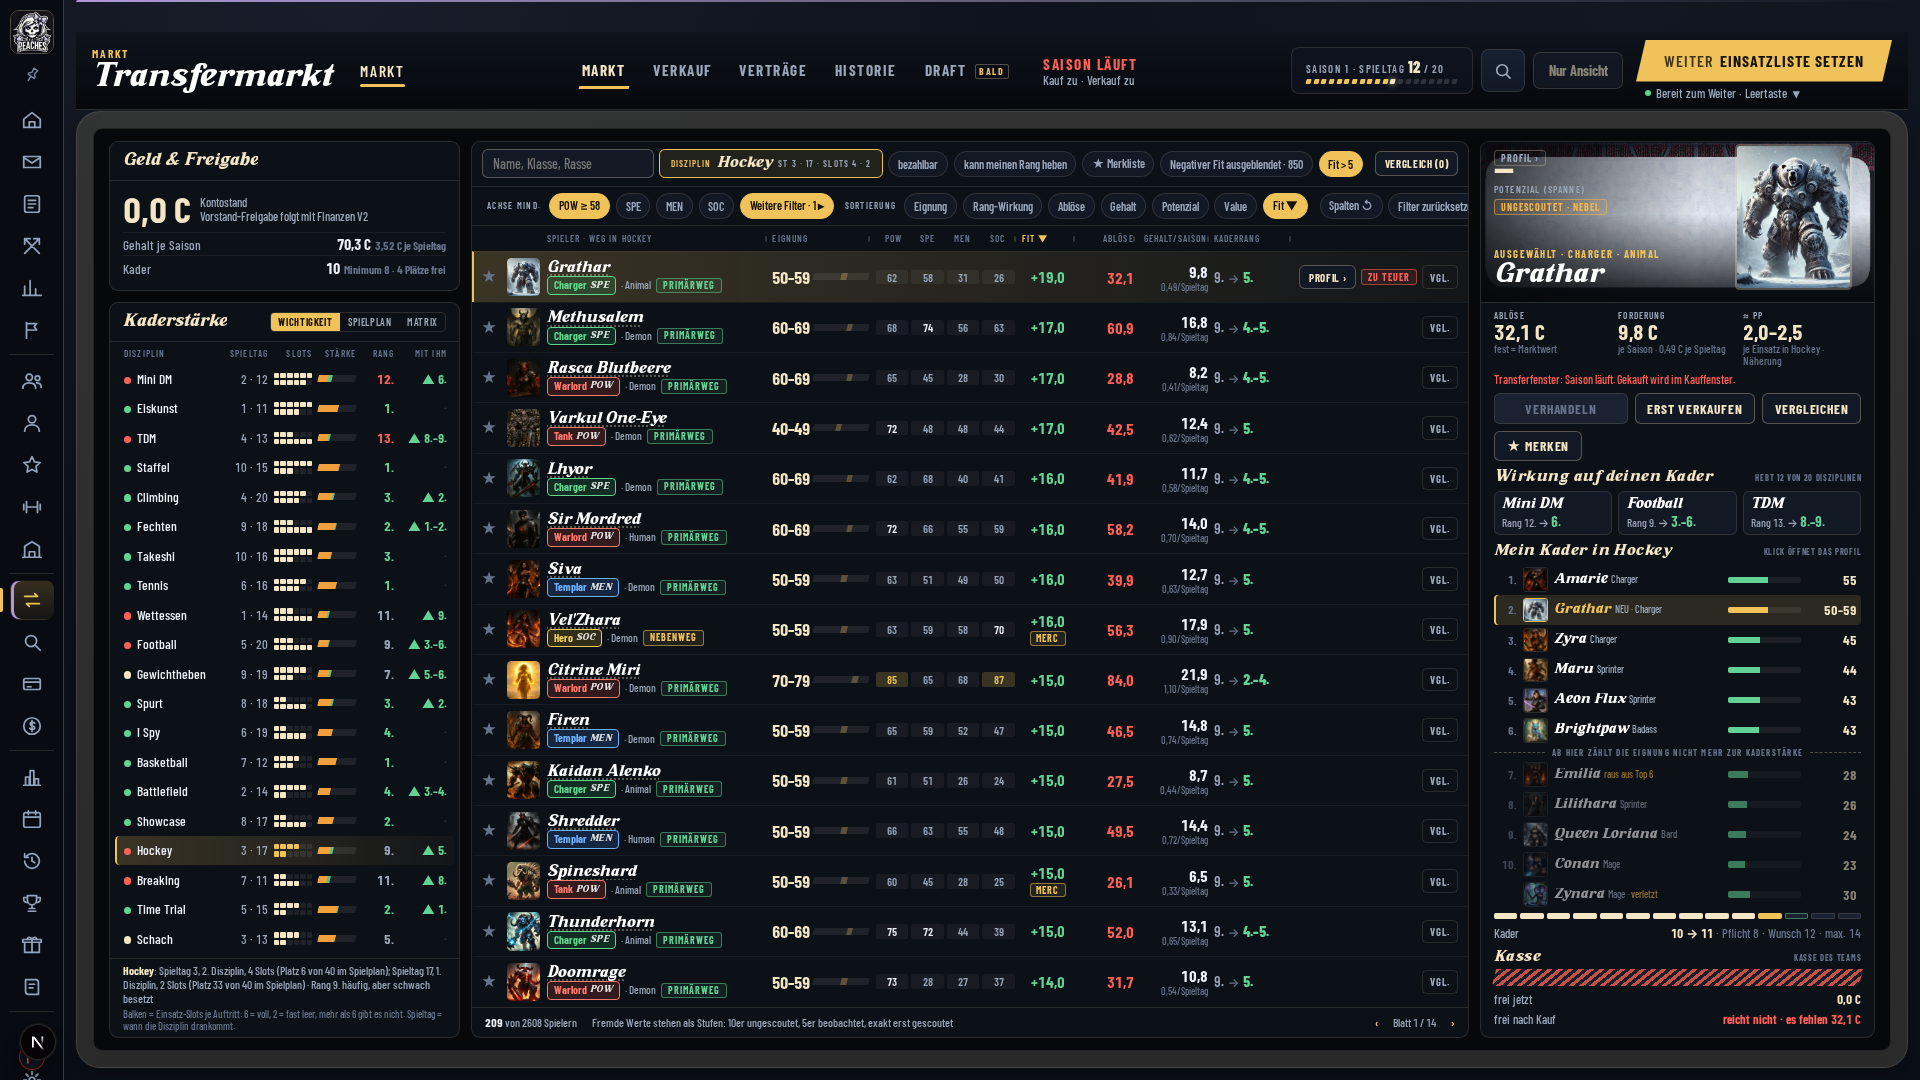 MARKT
Transfermarkt
MARKT
MARKT VERKAUF VERTRÄGE HISTORIE DRAFT BALD
SAISON LÄUFT
Kauf zu · Verkauf zu
SAISON 1 · SPIELTAG 12 / 20
Nur Ansicht
WEITER EINSATZLISTE SETZEN
Bereit zum Weiter · Leertaste ▼
Geld & Freigabe
0,0 C
Kontostand
Vorstand-Freigabe folgt mit Finanzen V2
Gehalt je Saison 70,3 C 3,52 C je Spieltag
Kader 10 Minimum 8 · 4 Plätze frei
Kaderstärke WICHTIGKEIT SPIELPLAN MATRIX
DISZIPLIN SPIELTAG SLOTS STÄRKE RANG MIT IHM
Mini DM 2 · 12 12. ▲ 6.
Eiskunst 1 · 11 1. ·
TDM 4 · 13 13. ▲ 8.-9.
Staffel 10 · 15 1. ·
Climbing 4 · 20 3. ▲ 2.
Fechten 9 · 18 2. ▲ 1.-2.
Takeshi 10 · 16 3. ·
Tennis 6 · 16 1. ·
Wettessen 1 · 14 11. ▲ 9.
Football 5 · 20 9. ▲ 3.-6.
Gewichtheben 9 · 19 7. ▲ 5.-6.
Spurt 8 · 18 3. ▲ 2.
I Spy 6 · 19 4. ·
Basketball 7 · 12 1. ·
Battlefield 2 · 14 4. ▲ 3.-4.
Showcase 8 · 17 2. ·
Hockey 3 · 17 9. ▲ 5.
Breaking 7 · 11 11. ▲ 8.
Time Trial 5 · 15 2. ▲ 1.
Schach 3 · 13 5. ·
Hockey: Spieltag 3, 2. Disziplin, 4 Slots (Platz 6 von 40 im Spielplan); Spieltag 17, 1.
Disziplin, 2 Slots (Platz 33 von 40 im Spielplan) · Rang 9. häufig, aber schwach
besetzt
Balken = Einsatz-Slots je Auftritt: 6 = voll, 2 = fast leer, mehr als 6 gibt es nicht. Spieltag =
wann die Disziplin drankommt.
Name, Klasse, Rasse
DISZIPLIN Hockey ST 3 · 17 · SLOTS 4 · 2
bezahlbar
kann meinen Rang heben
★ Merkliste
Negativer Fit ausgeblendet · 850
Fit > 5
VERGLEICH (0)
ACHSE MIND. POW ≥ 58 SPE MEN SOC Weitere Filter · 1 ▸ SORTIERUNG Eignung Rang-Wirkung Ablöse Gehalt Potenzial Value Fit ▼ Spalten Filter zurücksetz
SPIELER · WEG IN HOCKEY EIGNUNG POW SPE MEN SOC FIT ▼ ABLÖSE GEHALT/SAISON KADERRANG
Grathar
Charger SPE · Animal PRIMÄRWEG 50–59 62 58 31 26 +19,0 32,1 9,8 0,49/Spieltag 9. → 5. PROFIL › ZU TEUER VGL.
Methusalem
Charger SPE · Demon PRIMÄRWEG 60–69 68 74 56 63 +17,0 60,9 16,8 0,84/Spieltag 9. → 4.–5. VGL.
Rasca Blutbeere
Warlord POW · Demon PRIMÄRWEG 60–69 65 45 28 30 +17,0 28,8 8,2 0,41/Spieltag 9. → 4.–5. VGL.
Varkul One-Eye
Tank POW · Demon PRIMÄRWEG 40–49 72 48 48 44 +17,0 42,5 12,4 0,62/Spieltag 9. → 5. VGL.
Lhyor
Charger SPE · Demon PRIMÄRWEG 60–69 62 68 40 41 +16,0 41,9 11,7 0,58/Spieltag 9. → 4.–5. VGL.
Sir Mordred
Warlord POW · Human PRIMÄRWEG 60–69 72 66 55 59 +16,0 58,2 14,0 0,70/Spieltag 9. → 4.–5. VGL.
Siva
Templar MEN · Demon PRIMÄRWEG 50–59 63 51 49 50 +16,0 39,9 12,7 0,63/Spieltag 9. → 5. VGL.
Vel'Zhara
Hero SOC · Demon NEBENWEG 50–59 63 59 58 70 +16,0 MERC 56,3 17,9 0,90/Spieltag 9. → 5. VGL.
Citrine Miri
Warlord POW · Demon PRIMÄRWEG 70–79 85 65 68 87 +15,0 84,0 21,9 1,10/Spieltag 9. → 2.–4. VGL.
Firen
Templar MEN · Demon PRIMÄRWEG 50–59 65 59 52 47 +15,0 46,5 14,8 0,74/Spieltag 9. → 5. VGL.
Kaidan Alenko
Charger SPE · Animal PRIMÄRWEG 50–59 61 51 26 24 +15,0 27,5 8,7 0,44/Spieltag 9. → 5. VGL.
Shredder
Templar MEN · Human PRIMÄRWEG 50–59 66 63 55 48 +15,0 49,5 14,4 0,72/Spieltag 9. → 5. VGL.
Spineshard
Tank POW · Animal PRIMÄRWEG 50–59 60 45 28 25 +15,0 MERC 26,1 6,5 0,33/Spieltag 9. → 5. VGL.
Thunderhorn
Charger SPE · Animal PRIMÄRWEG 60–69 75 72 44 39 +15,0 52,0 13,1 0,65/Spieltag 9. → 4.–5. VGL.
Doomrage
Warlord POW · Demon PRIMÄRWEG 50–59 73 28 27 37 +14,0 31,7 10,8 0,54/Spieltag 9. → 5. VGL.
209 von 2608 Spielern Fremde Werte stehen als Stufen: 10er ungescoutet, 5er beobachtet, exakt erst gescoutet ‹ Blatt 1 / 14 ›
PROFIL ›
POTENZIAL (SPANNE)
UNGESCOUTET · NEBEL
AUSGEWÄHLT · CHARGER · ANIMAL
Grathar
ABLÖSE FORDERUNG ≈ PP
32,1 C 9,8 C 2,0–2,5
fest = Marktwert je Saison · 0,49 C je Spieltag je Einsatz in Hockey ·
Näherung
Transferfenster: Saison läuft. Gekauft wird im Kauffenster.
VERHANDELN ERST VERKAUFEN VERGLEICHEN
★ MERKEN
Wirkung auf deinen Kader HEBT 12 VON 20 DISZIPLINEN
Mini DM Football TDM
Rang 12. → 6. Rang 9. → 3.–6. Rang 13. → 8.–9.
Mein Kader in Hockey KLICK ÖFFNET DAS PROFIL
1. Amarie Charger 55
2. Grathar NEU · Charger 50–59
3. Zyra Charger 45
4. Maru Sprinter 44
5. Aeon Flux Sprinter 43
6. Brightpaw Badass 43
AB HIER ZÄHLT DIE EIGNUNG NICHT MEHR ZUR KADERSTÄRKE
7. Emilia raus aus Top 6 28
8. Lilithara Sprinter 26
9. Queen Loriana Bard 24
10. Conan Mage 23
Zynara Mage · verletzt 30
Kader 10 → 11 · Pflicht 8 · Wunsch 12 · max. 14
Kasse KASSE DES TEAMS
frei jetzt 0,0 C
frei nach Kauf reicht nicht · es fehlen 32,1 C
N